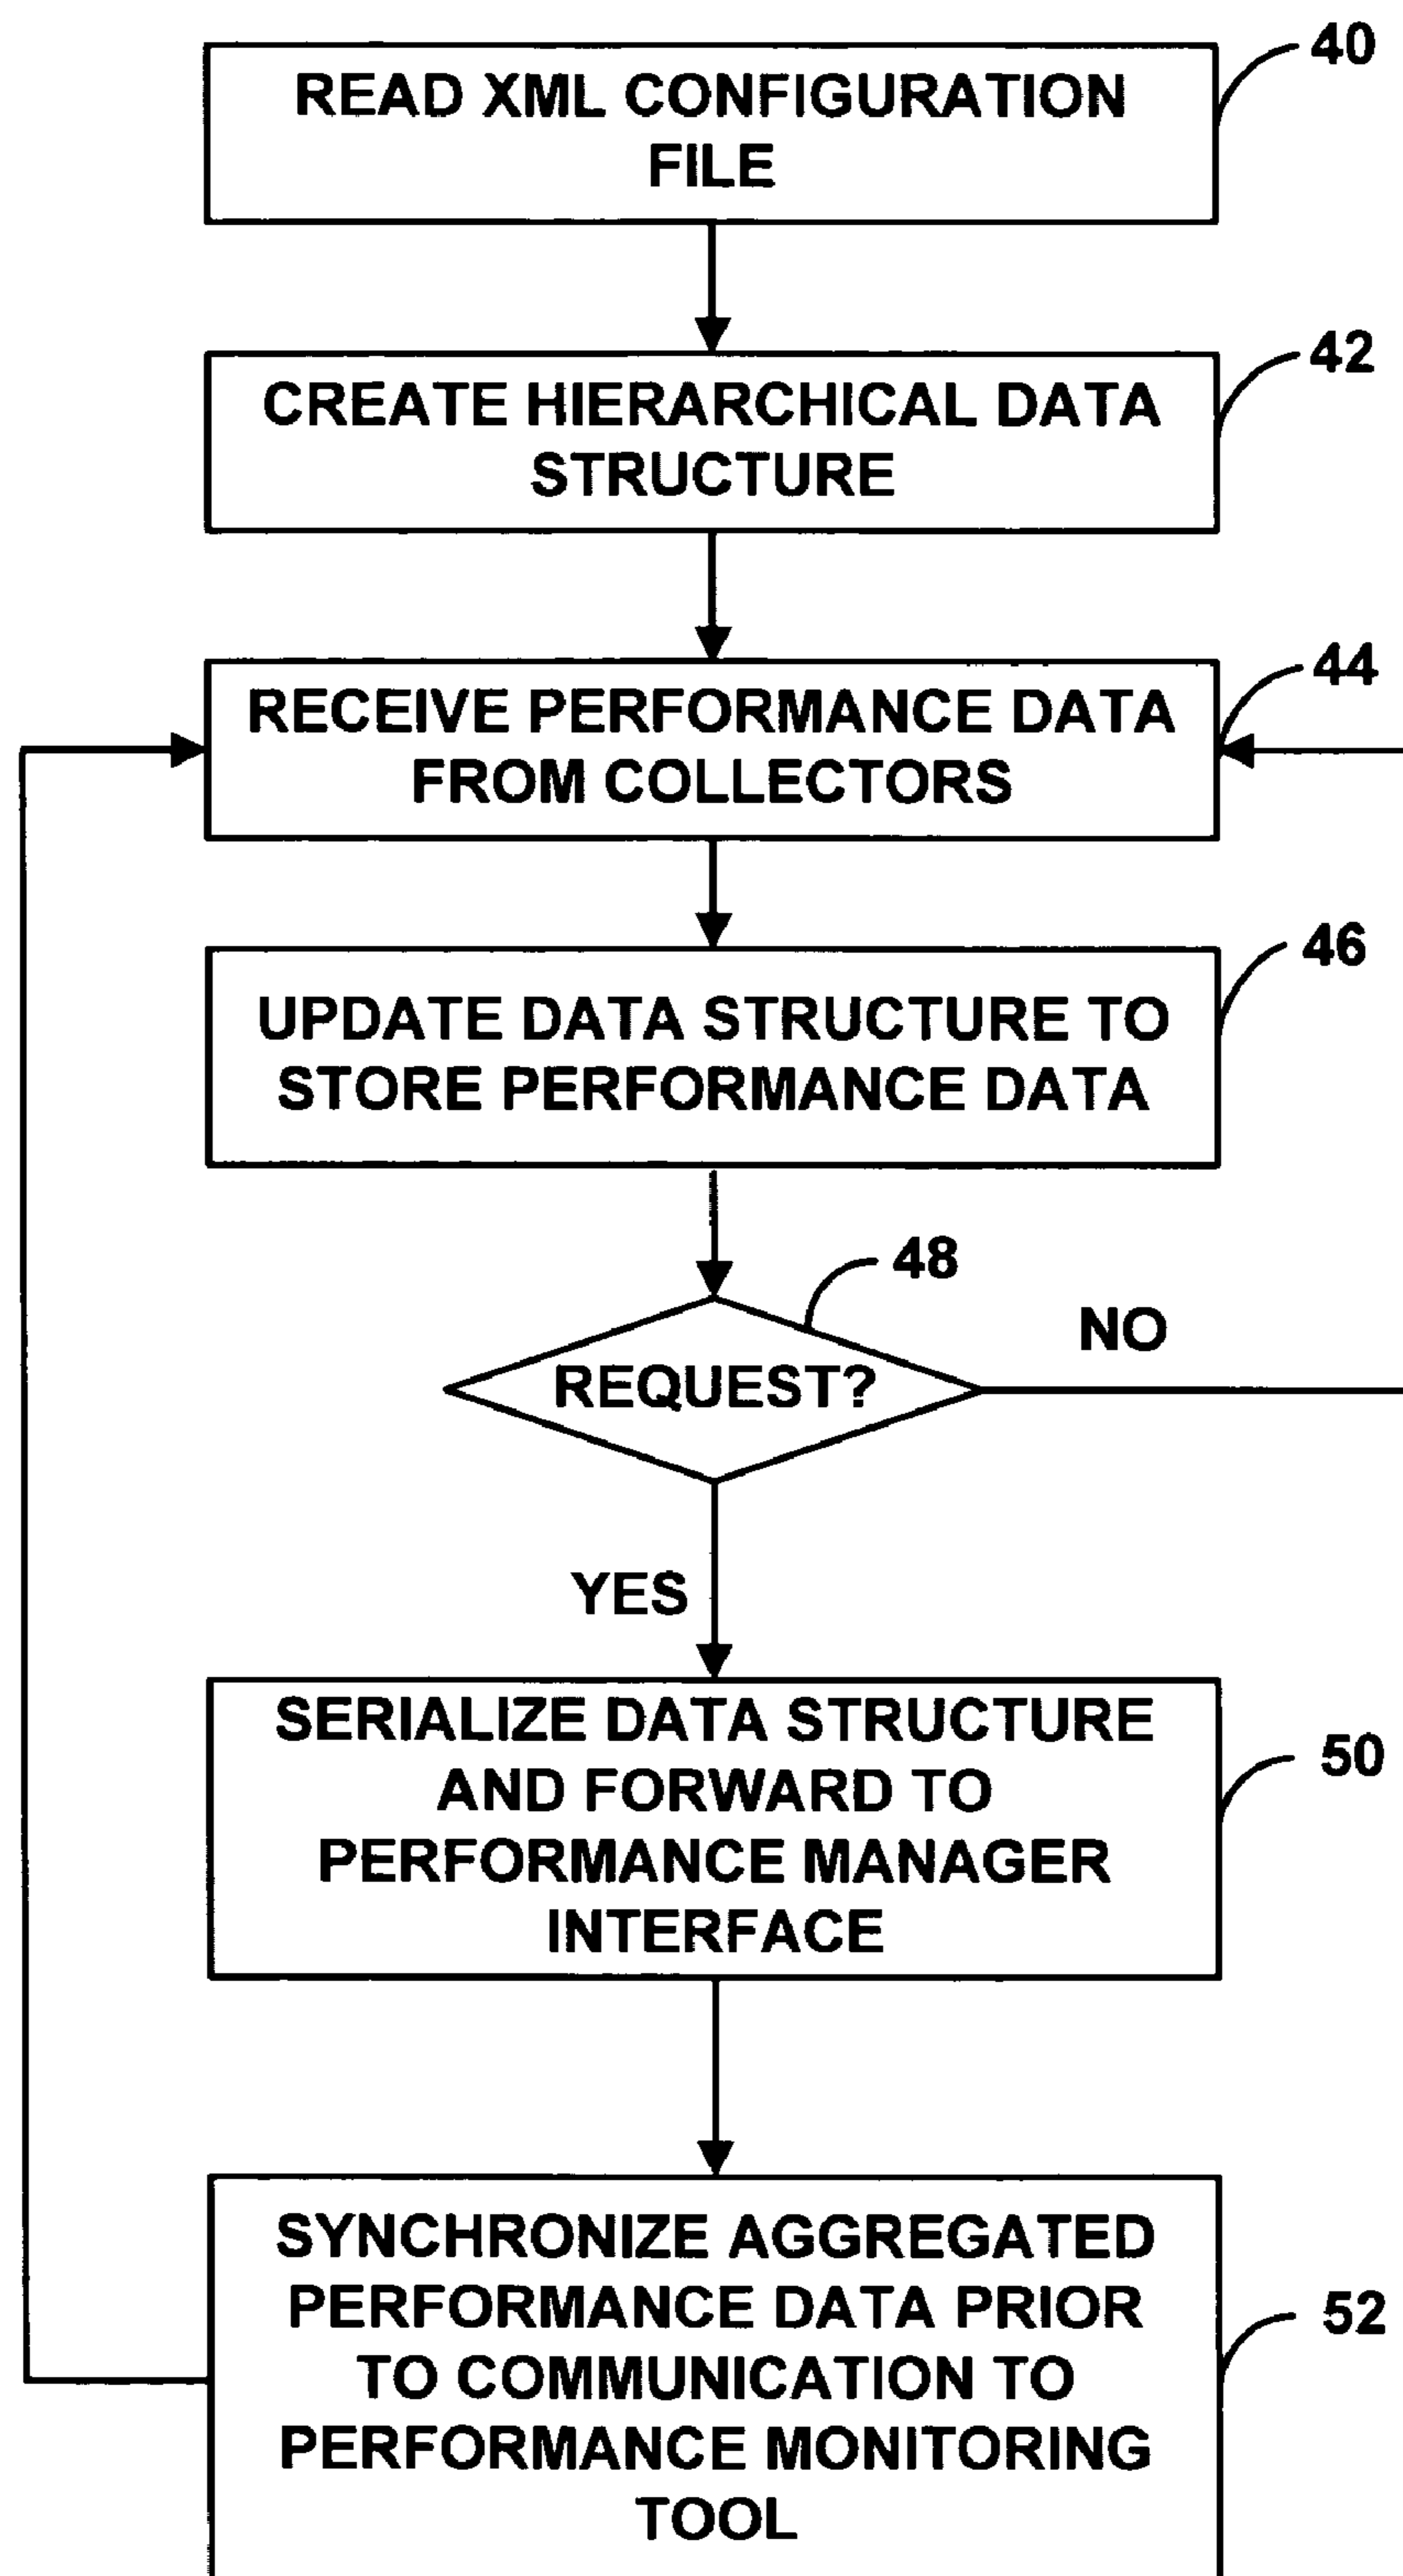 40
READ XML CONFIGURATION
FILE
42
CREATE HIERARCHICAL DATA
STRUCTURE
44
RECEIVE PERFORMANCE DATA
FROM COLLECTORS
46
UPDATE DATA STRUCTURE TO
STORE PERFORMANCE DATA
48
REQUEST?
NO
YES
50
SERIALIZE DATA STRUCTURE
AND FORWARD TO
PERFORMANCE MANAGER
INTERFACE
52
SYNCHRONIZE AGGREGATED
PERFORMANCE DATA PRIOR
TO COMMUNICATION TO
PERFORMANCE MONITORING
TOOL